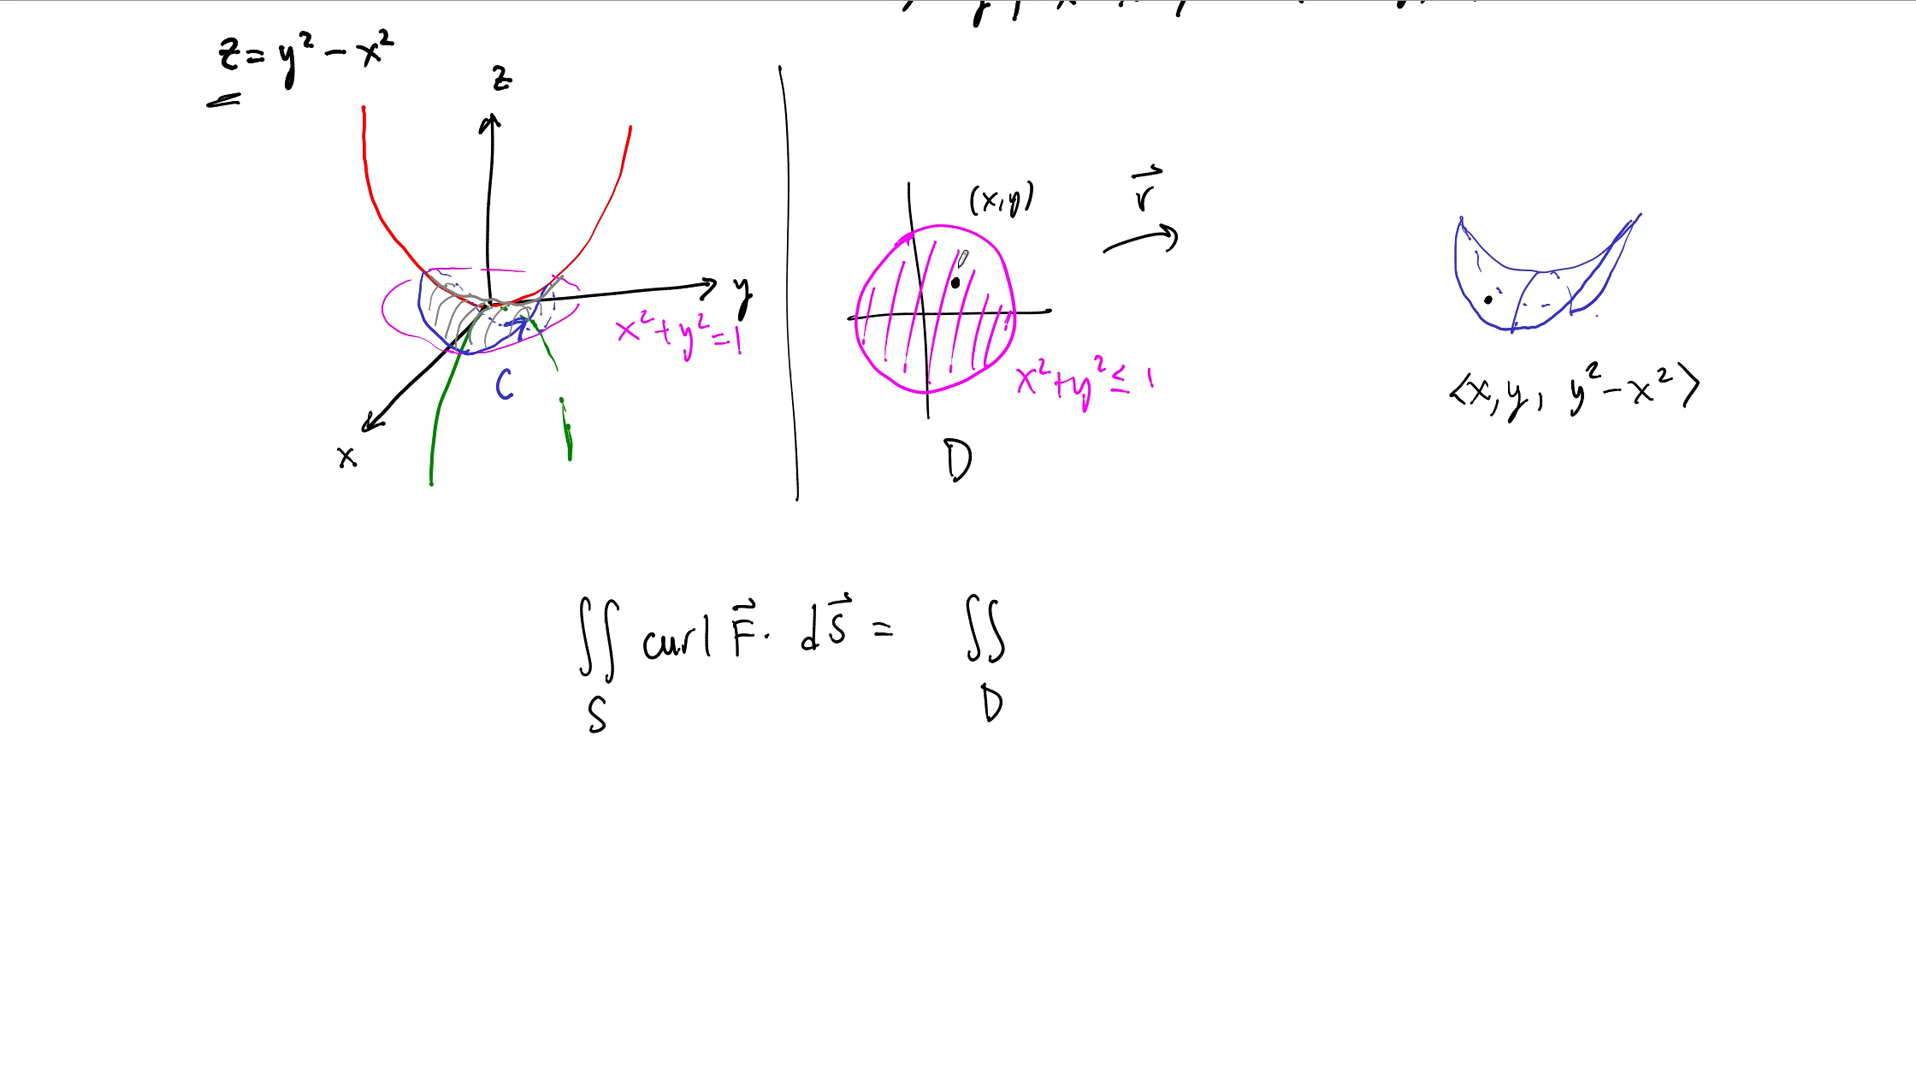 z = y² − x²
z
y
x² + y² = 1
C
x
(x,y)
r⃗
x² + y² ≤ 1
D
⟨x, y, y² − x²⟩
∬ curl F⃗ · dS⃗ = ∬
S D